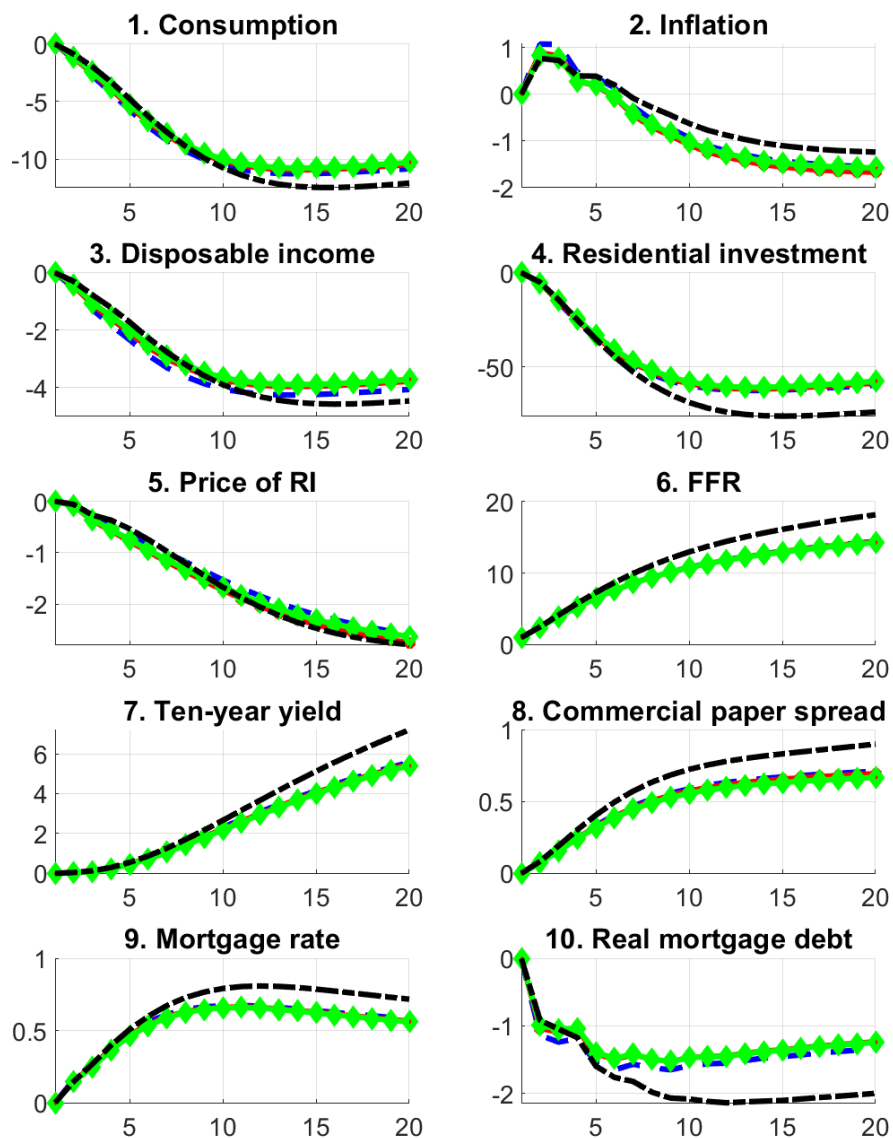 1. Consumption
0
-5
-10
5 10 15 20
2. Inflation
1
0
-1
-2
5 10 15 20
3. Disposable income
0
-2
-4
5 10 15 20
4. Residential investment
0
-50
5 10 15 20
5. Price of RI
0
-1
-2
5 10 15 20
6. FFR
20
10
0
5 10 15 20
7. Ten-year yield
6
4
2
0
5 10 15 20
8. Commercial paper spread
1
0.5
0
5 10 15 20
9. Mortgage rate
1
0.5
0
5 10 15 20
10. Real mortgage debt
0
-1
-2
5 10 15 20